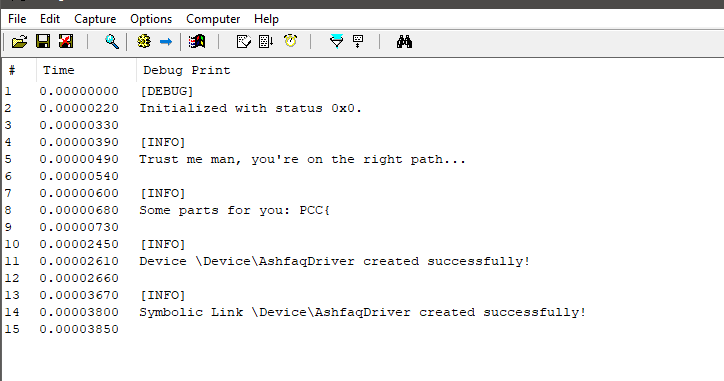 File Edit Capture Options Computer Help
# Time Debug Print
1 0.00000000 [DEBUG]
2 0.00000220 Initialized with status 0x0.
3 0.00000330
4 0.00000390 [INFO]
5 0.00000490 Trust me man, you're on the right path...
6 0.00000540
7 0.00000600 [INFO]
8 0.00000680 Some parts for you: PCC{
9 0.00000730
10 0.00002450 [INFO]
11 0.00002610 Device \Device\AshfaqDriver created successfully!
12 0.00002660
13 0.00003670 [INFO]
14 0.00003800 Symbolic Link \Device\AshfaqDriver created successfully!
15 0.00003850